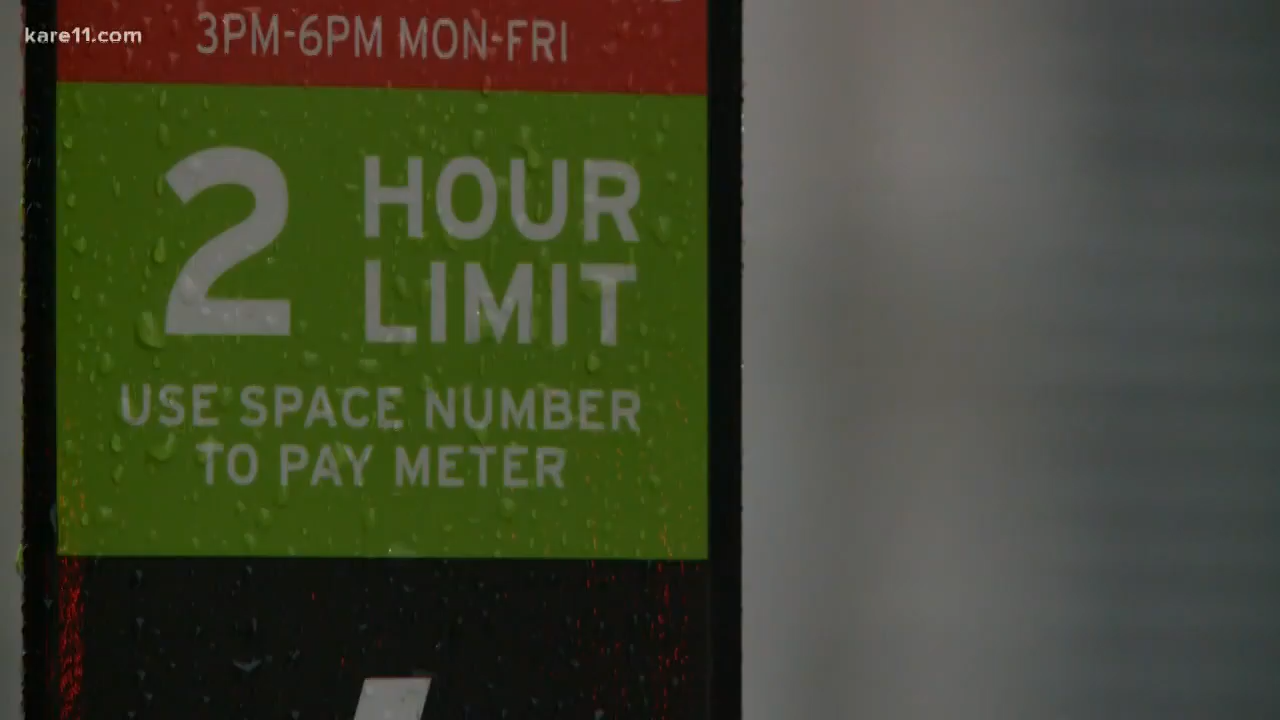 kare11.com
3PM-6PM MON-FRI
2 HOUR
LIMIT
USE SPACE NUMBER
TO PAY METER